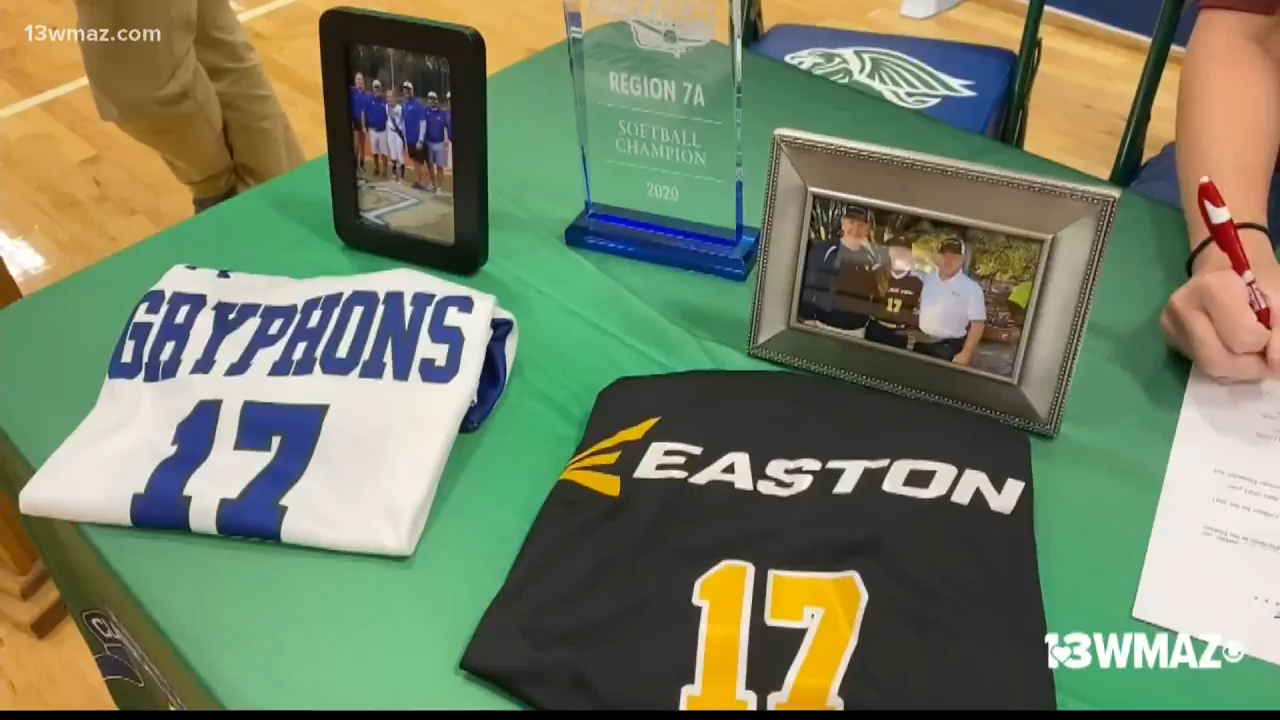 13wmaz.com
REGION 7A
SOFTBALL
CHAMPION
2020
GRYPHONS
17
17
EASTON
17
13WMAZ